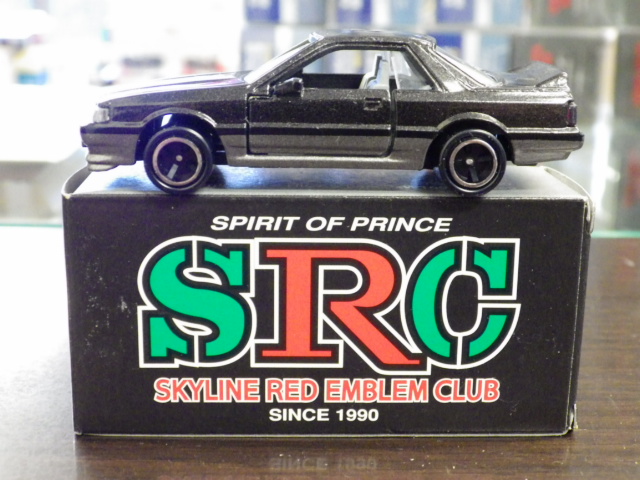 SPIRIT OF PRINCE
SRC
SKYLINE RED EMBLEM CLUB
SINCE 1990